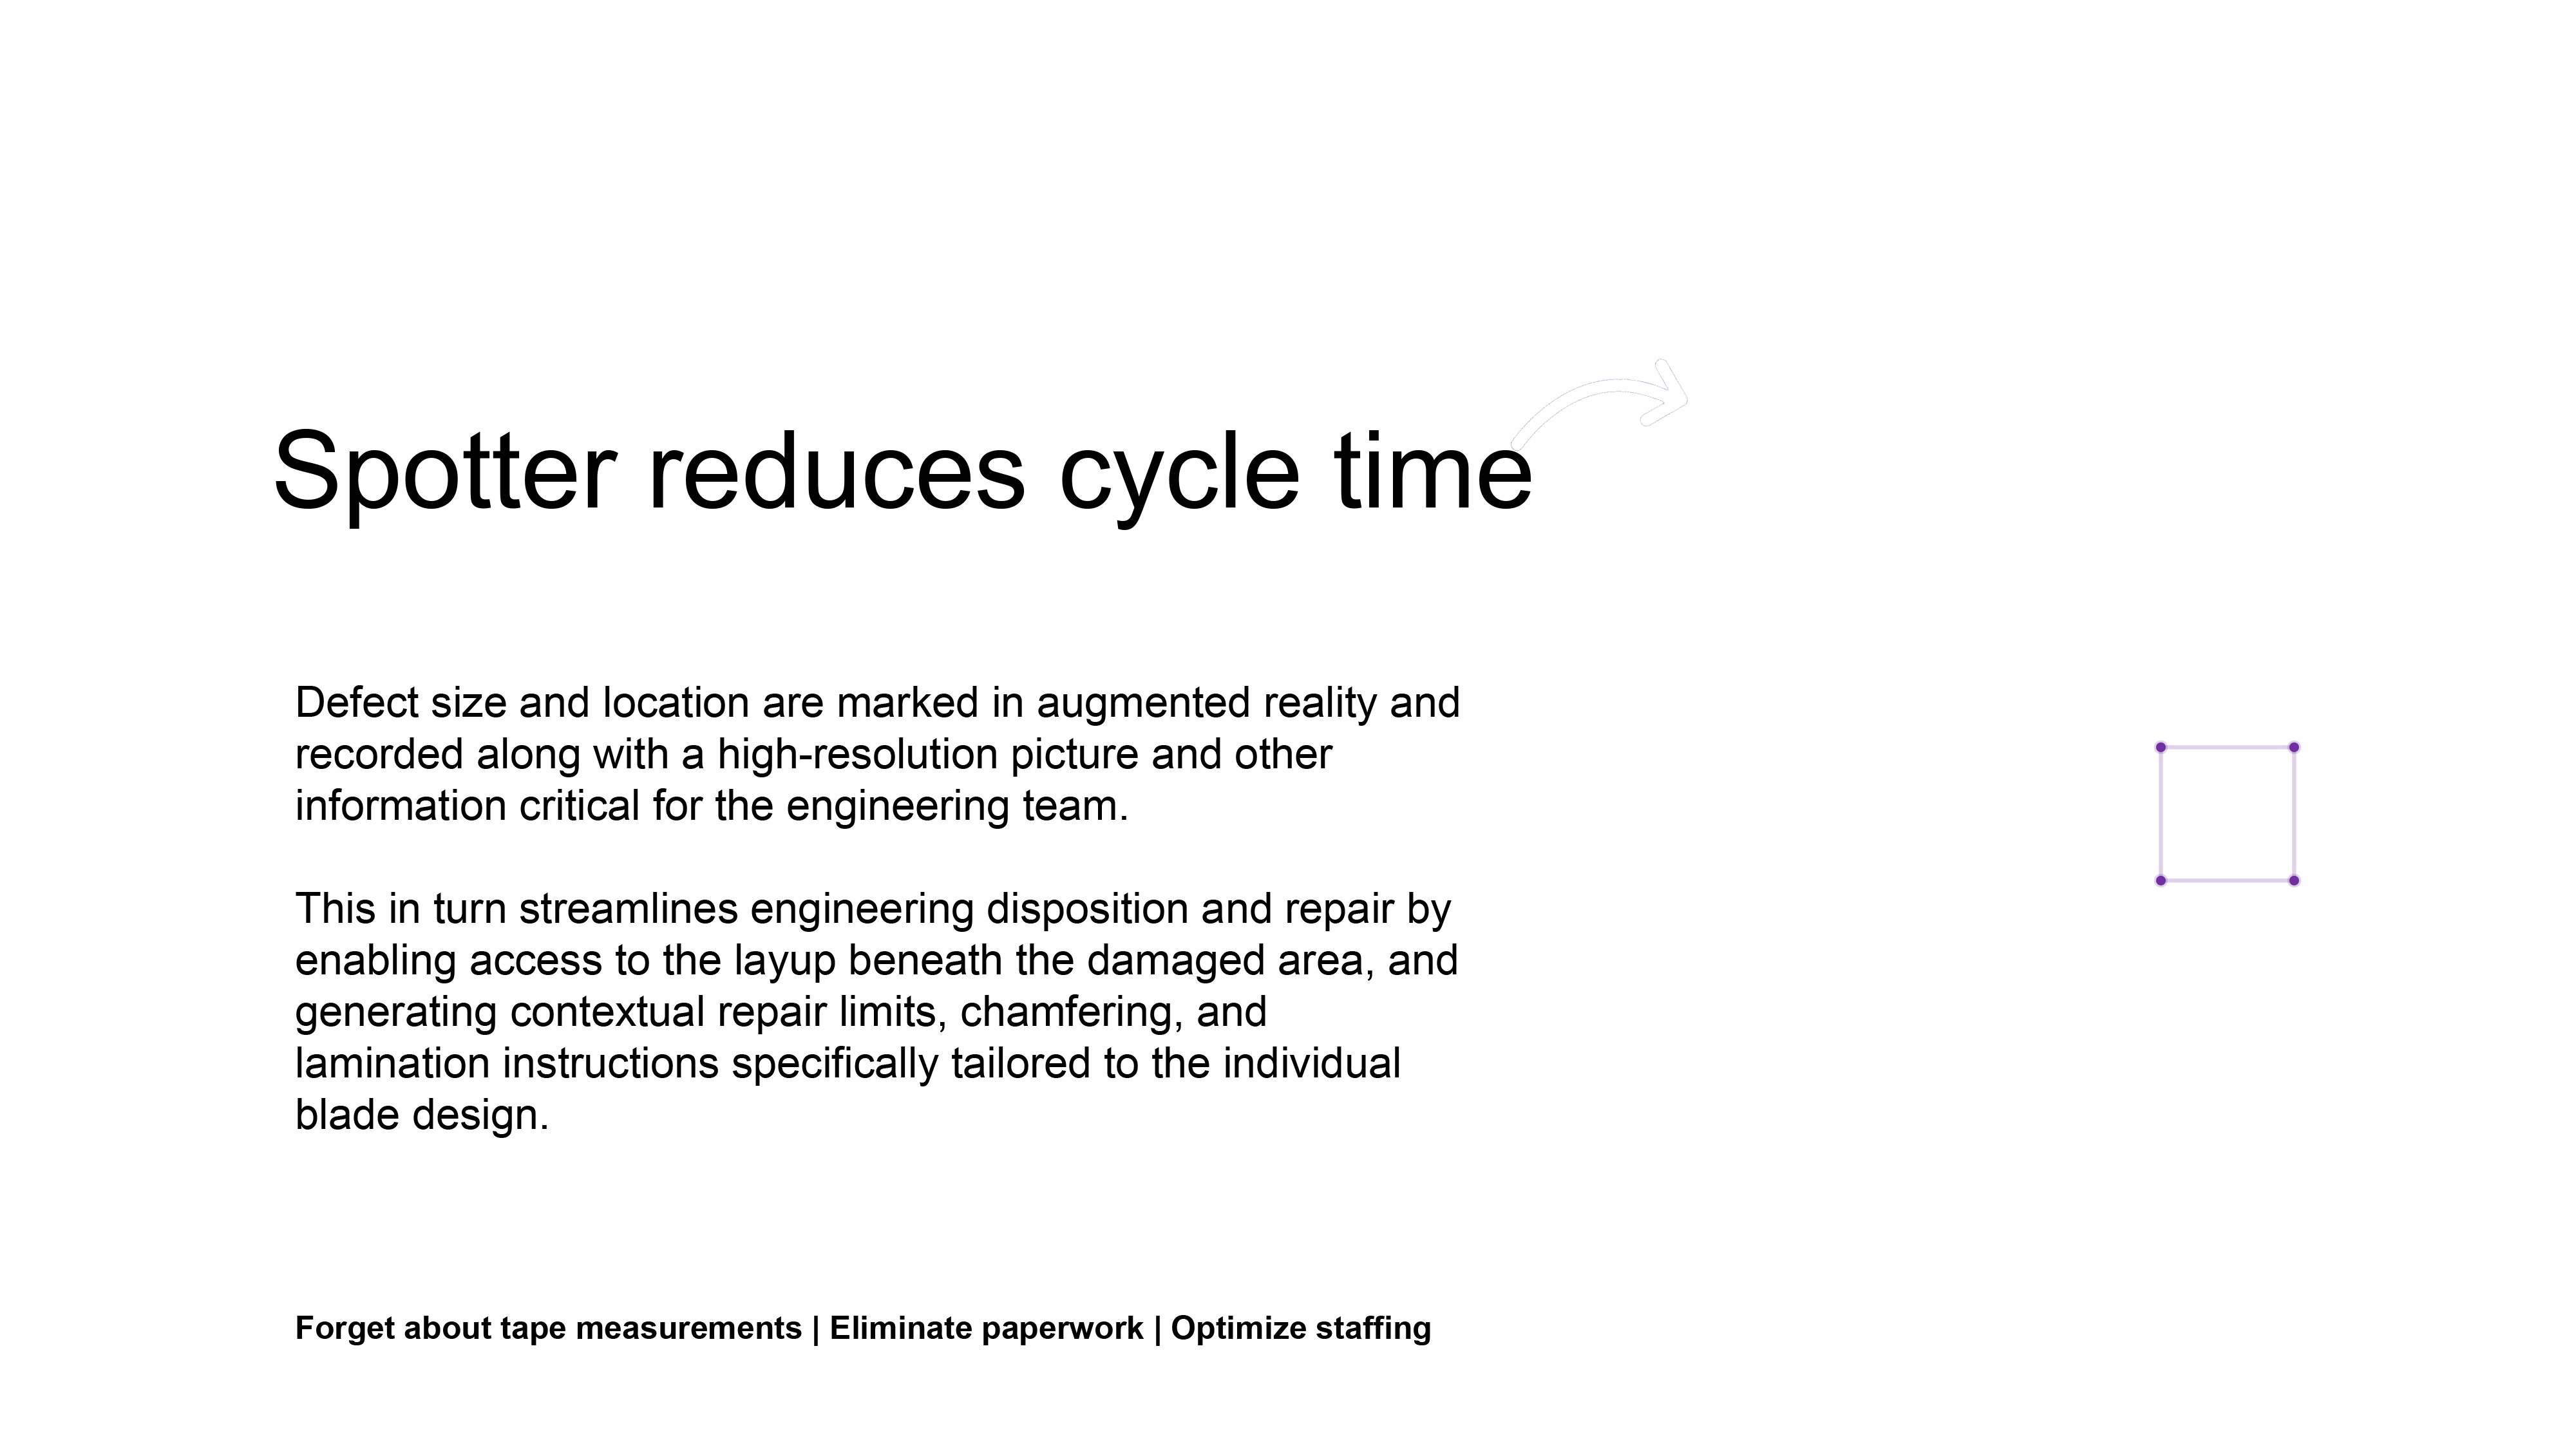 Spotter reduces cycle time
Defect size and location are marked in augmented reality and
recorded along with a high-resolution picture and other
information critical for the engineering team.
This in turn streamlines engineering disposition and repair by
enabling access to the layup beneath the damaged area, and
generating contextual repair limits, chamfering, and
lamination instructions specifically tailored to the individual
blade design.
Forget about tape measurements | Eliminate paperwork | Optimize staffing